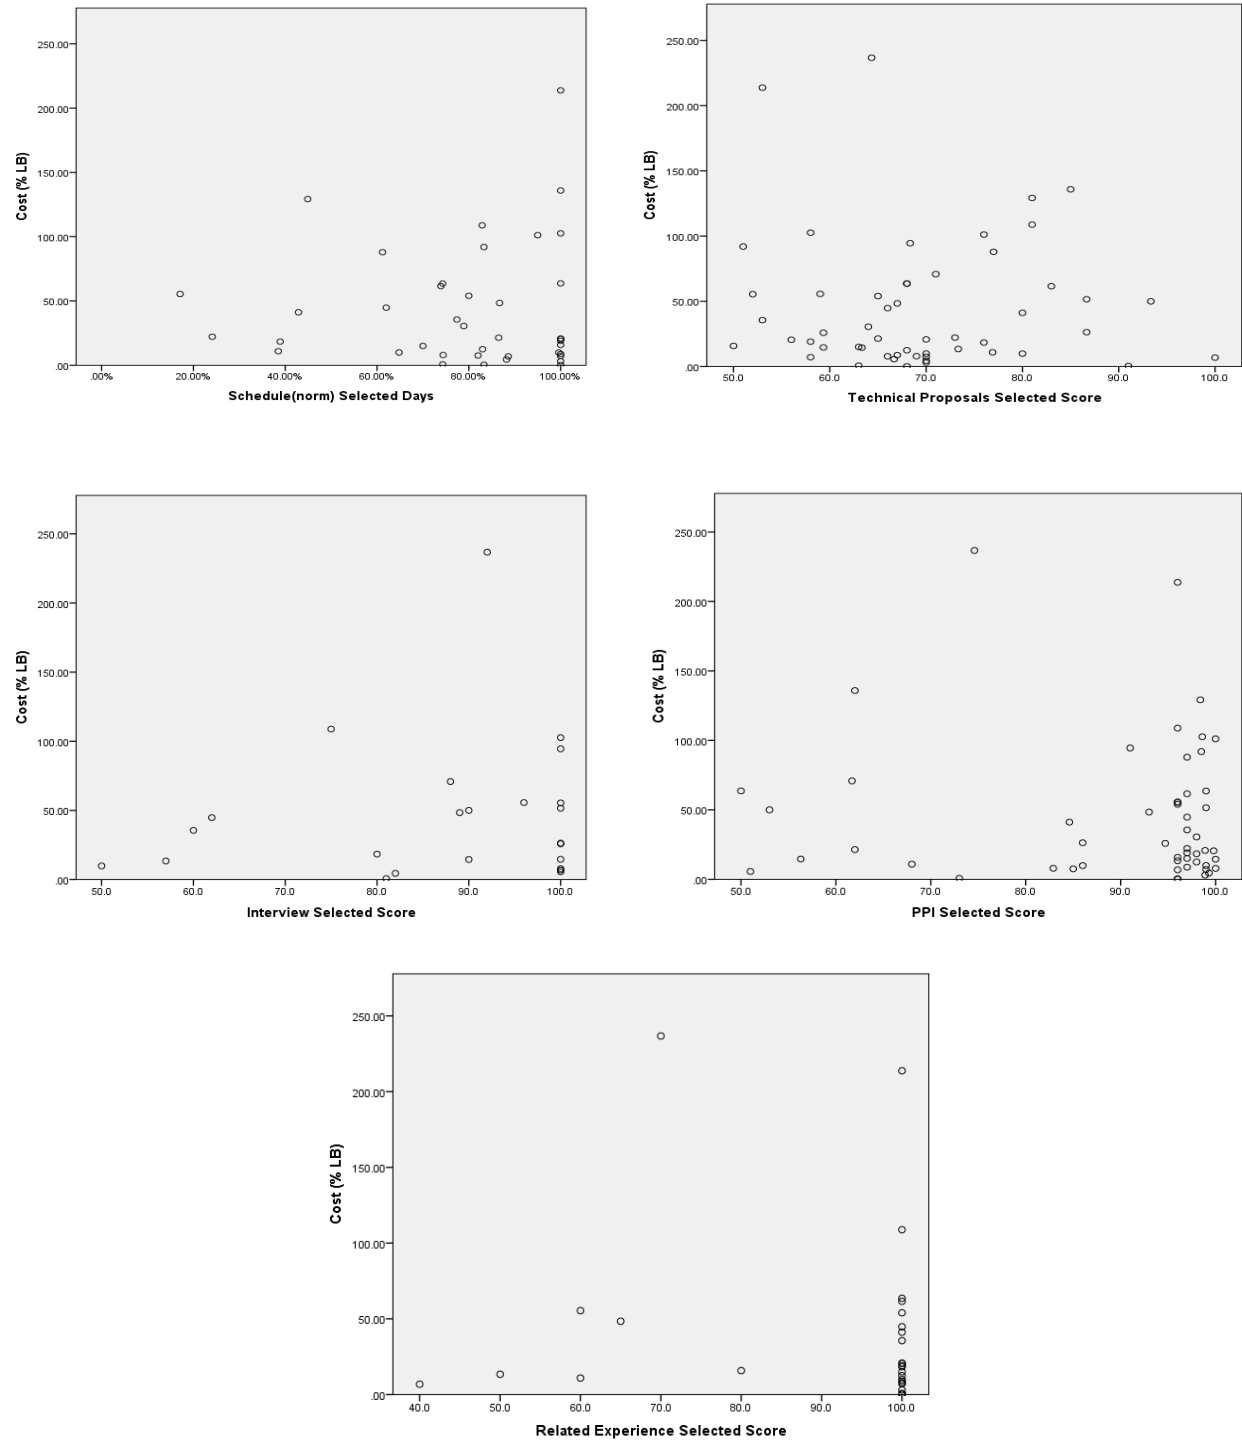 250.00
200.00
150.00
100.00
50.00
.00
Cost (% LB)
.00% 20.00% 40.00% 60.00% 80.00% 100.00%
Schedule(norm) Selected Days
250.00
200.00
150.00
100.00
50.00
.00
Cost (% LB)
50.0 60.0 70.0 80.0 90.0 100.0
Technical Proposals Selected Score
250.00
200.00
150.00
100.00
50.00
.00
Cost (% LB)
50.0 60.0 70.0 80.0 90.0 100.0
Interview Selected Score
250.00
200.00
150.00
100.00
50.00
.00
Cost (% LB)
50.0 60.0 70.0 80.0 90.0 100.0
PPI Selected Score
250.00
200.00
150.00
100.00
50.00
.00
Cost (% LB)
40.0 50.0 60.0 70.0 80.0 90.0 100.0
Related Experience Selected Score